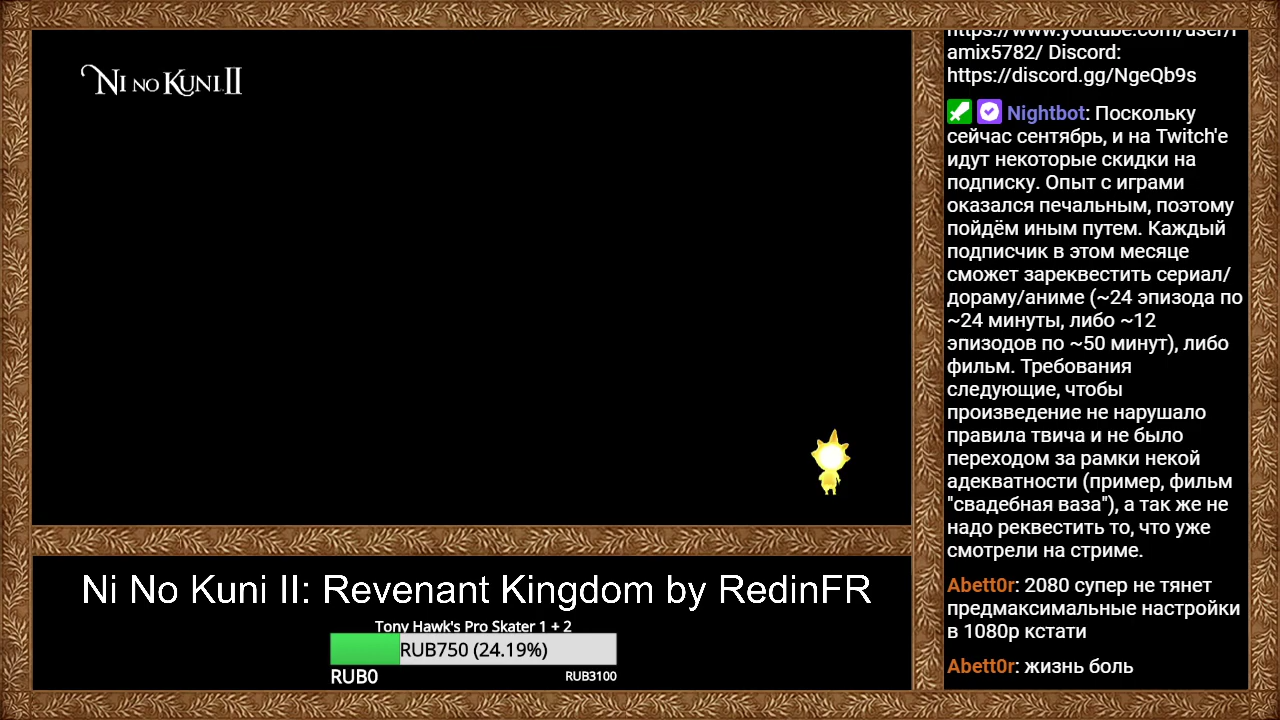 Ni no Kuni II
https://www.youtube.com/user/r
amix5782/ Discord:
https://discord.gg/NgeQb9s
Nightbot: Поскольку
сейчас сентябрь, и на Twitch'е
идут некоторые скидки на
подписку. Опыт с играми
оказался печальным, поэтому
пойдём иным путем. Каждый
подписчик в этом месяце
сможет зареквестить сериал/
дораму/аниме (~24 эпизода по
~24 минуты, либо ~12
эпизодов по ~50 минут), либо
фильм. Требования
следующие, чтобы
произведение не нарушало
правила твича и не было
переходом за рамки некой
адекватности (пример, фильм
"свадебная ваза"), а так же не
надо реквестить то, что уже
смотрели на стриме.
Abett0r: 2080 супер не тянет
предмаксимальные настройки
в 1080p кстати
Abett0r: жизнь боль
Ni No Kuni II: Revenant Kingdom by RedinFR
Tony Hawk's Pro Skater 1 + 2
RUB750 (24.19%)
RUB0
RUB3100